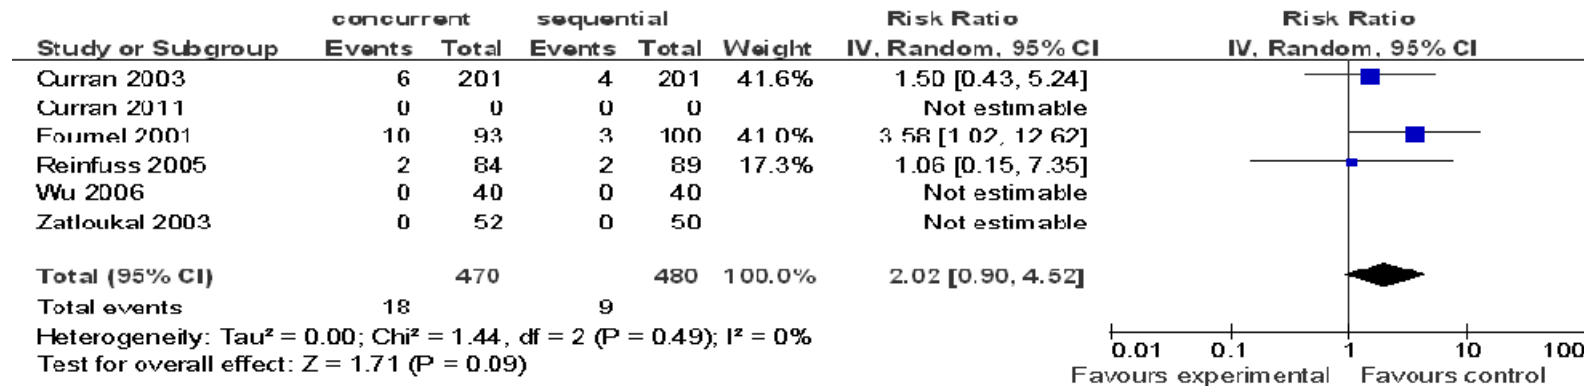 concurrent sequential Risk Ratio Risk Ratio
Study or Subgroup Events Total Events Total Weight IV, Random, 95% CI IV, Random, 95% CI
Curran 2003 6 201 4 201 41.6% 1.50 [0.43, 5.24]
Curran 2011 0 0 0 0 Not estimable
Fournel 2001 10 93 3 100 41.0% 3.58 [1.02, 12.62]
Reinfuss 2005 2 84 2 89 17.3% 1.06 [0.15, 7.35]
Wu 2006 0 40 0 40 Not estimable
Zatloukal 2003 0 52 0 50 Not estimable
Total (95% CI) 470 480 100.0% 2.02 [0.90, 4.52]
Total events 18 9
Heterogeneity: Tau² = 0.00; Chi² = 1.44, df = 2 (P = 0.49); I² = 0%
Test for overall effect: Z = 1.71 (P = 0.09)
0.01 0.1 1 10 100
Favours experimental Favours control